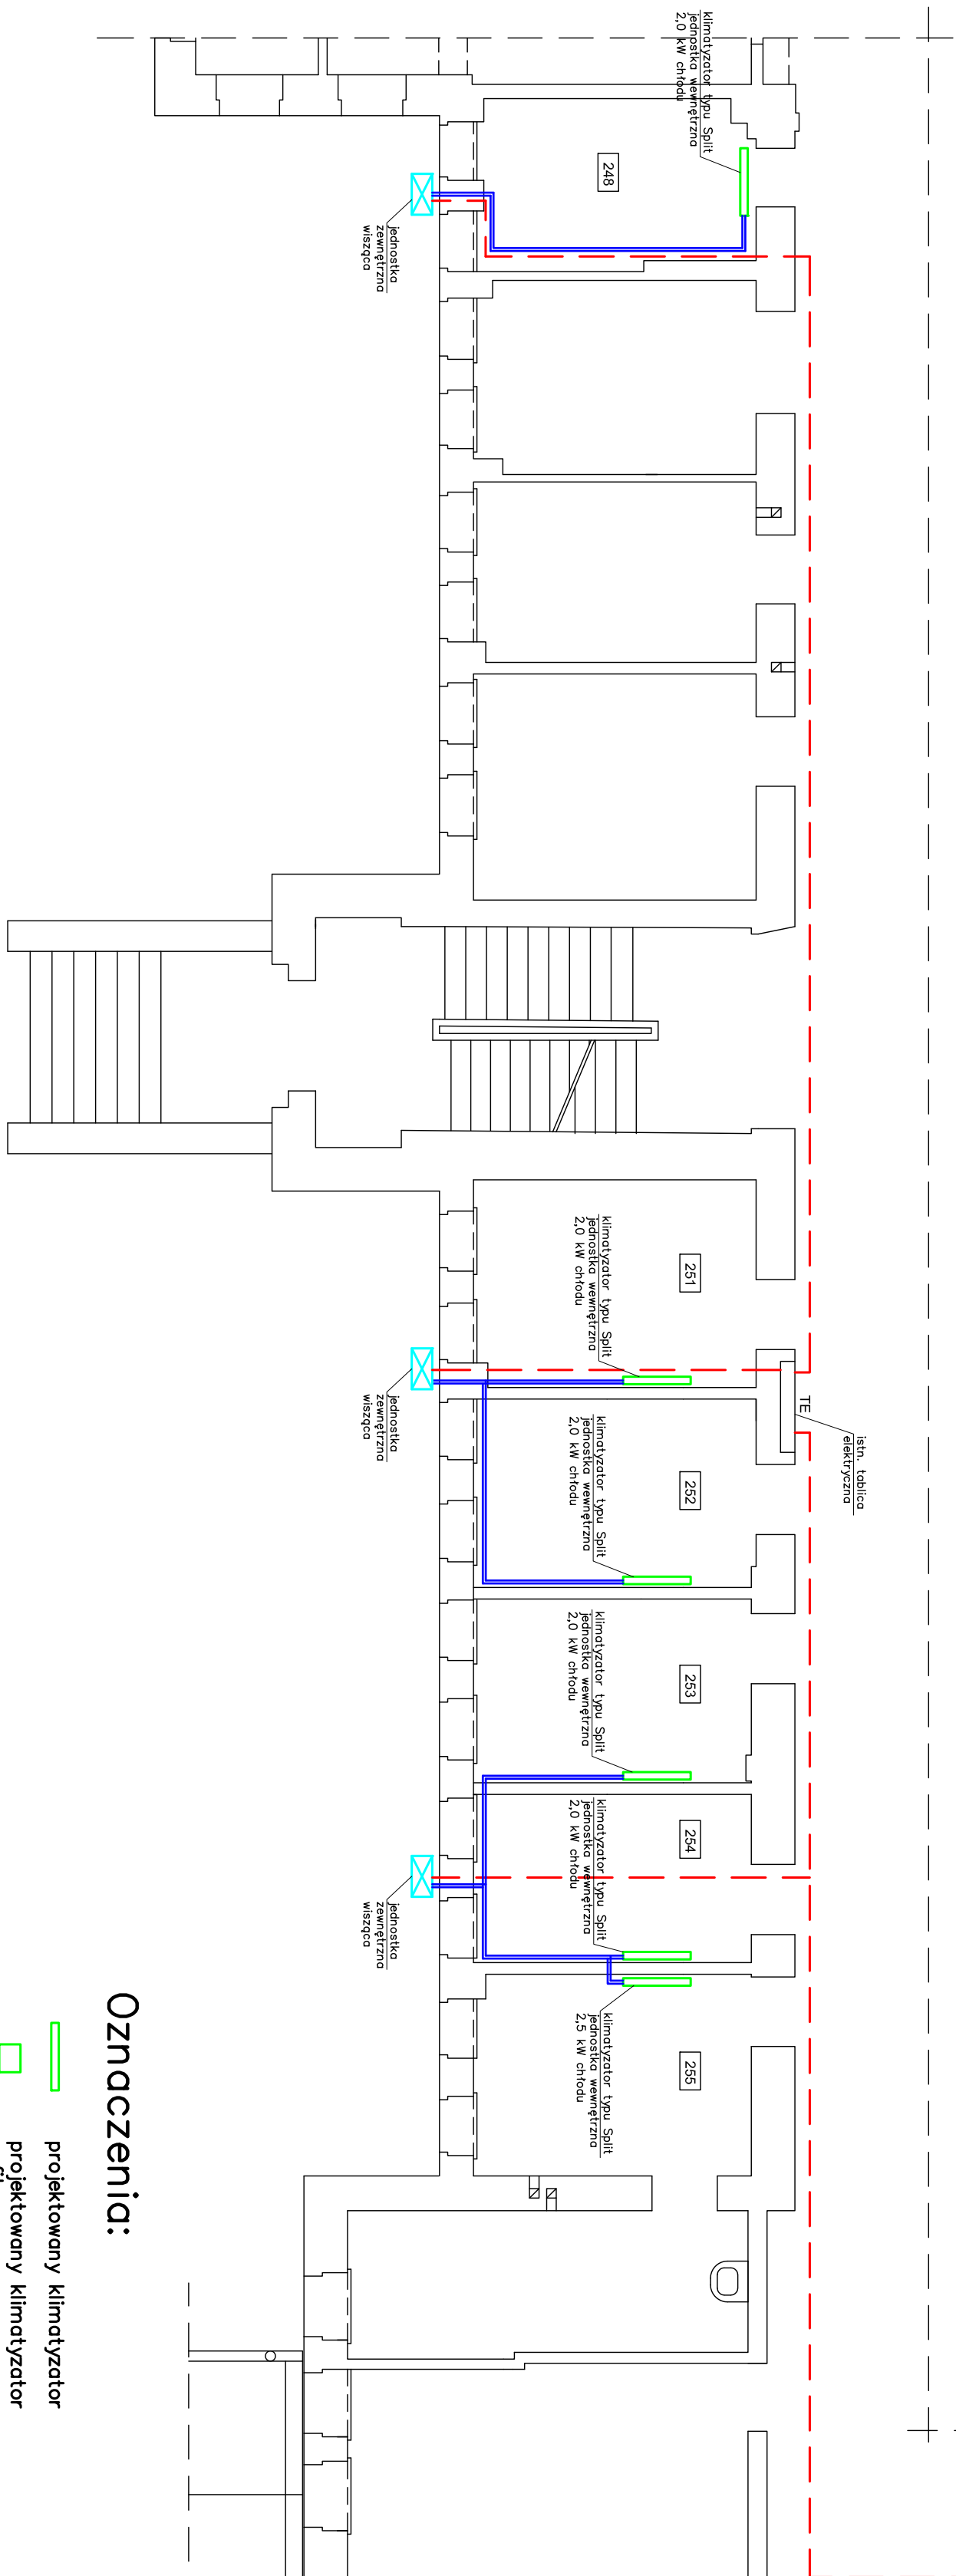 klimatyzator typu Split
jednostka wewnętrzna
2,0 kW chłodu
248
jednostka
zewnętrzna
wisząca
klimatyzator typu Split
jednostka wewnętrzna
2,0 kW chłodu
251
jednostka
zewnętrzna
wisząca
TE
istn. tablica
elektryczna
klimatyzator typu Split
jednostka wewnętrzna
2,0 kW chłodu
252
klimatyzator typu Split
jednostka wewnętrzna
2,0 kW chłodu
253
klimatyzator typu Split
jednostka wewnętrzna
2,0 kW chłodu
254
jednostka
zewnętrzna
wisząca
klimatyzator typu Split
jednostka wewnętrzna
2,5 kW chłodu
255
Oznaczenia:
projektowany klimatyzator
projektowany klimatyzator